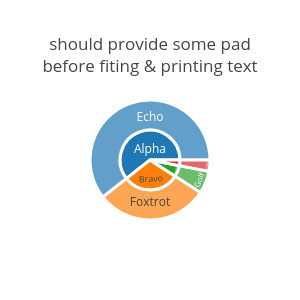 should provide some pad
before fiting & printing text
Echo
Alpha
Bravo
Golf
Foxtrot